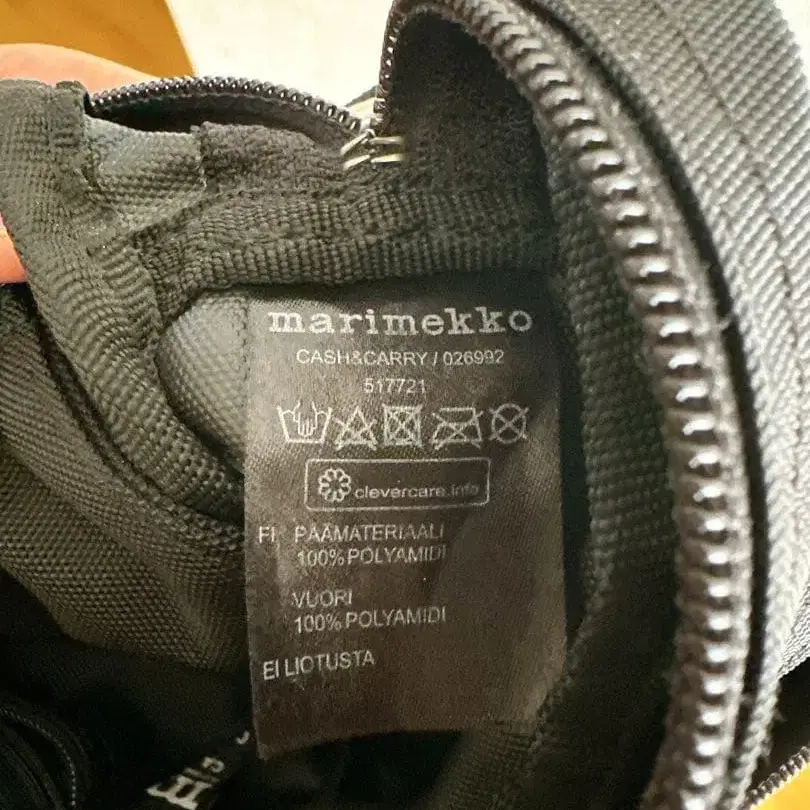 marimekko
CASH&CARRY / 026992
517721
clevercare.info
FI PÄÄMATERIAALI
100% POLYAMIDI
VUORI
100% POLYAMIDI
EI LIOTUSTA